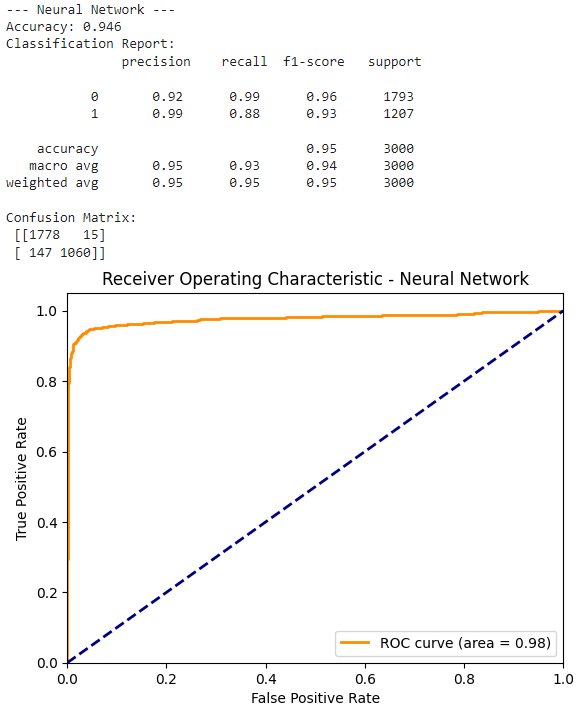 --- Neural Network ---
Accuracy: 0.946
Classification Report:
              precision    recall  f1-score   support

           0       0.92      0.99      0.96      1793
           1       0.99      0.88      0.93      1207

    accuracy                           0.95      3000
   macro avg       0.95      0.93      0.94      3000
weighted avg       0.95      0.95      0.95      3000

Confusion Matrix:
 [[1778   15]
 [ 147 1060]]
Receiver Operating Characteristic - Neural Network
1.0
0.8
0.6
0.4
0.2
0.0
True Positive Rate
ROC curve (area = 0.98)
0.0 0.2 0.4 0.6 0.8 1.0
False Positive Rate